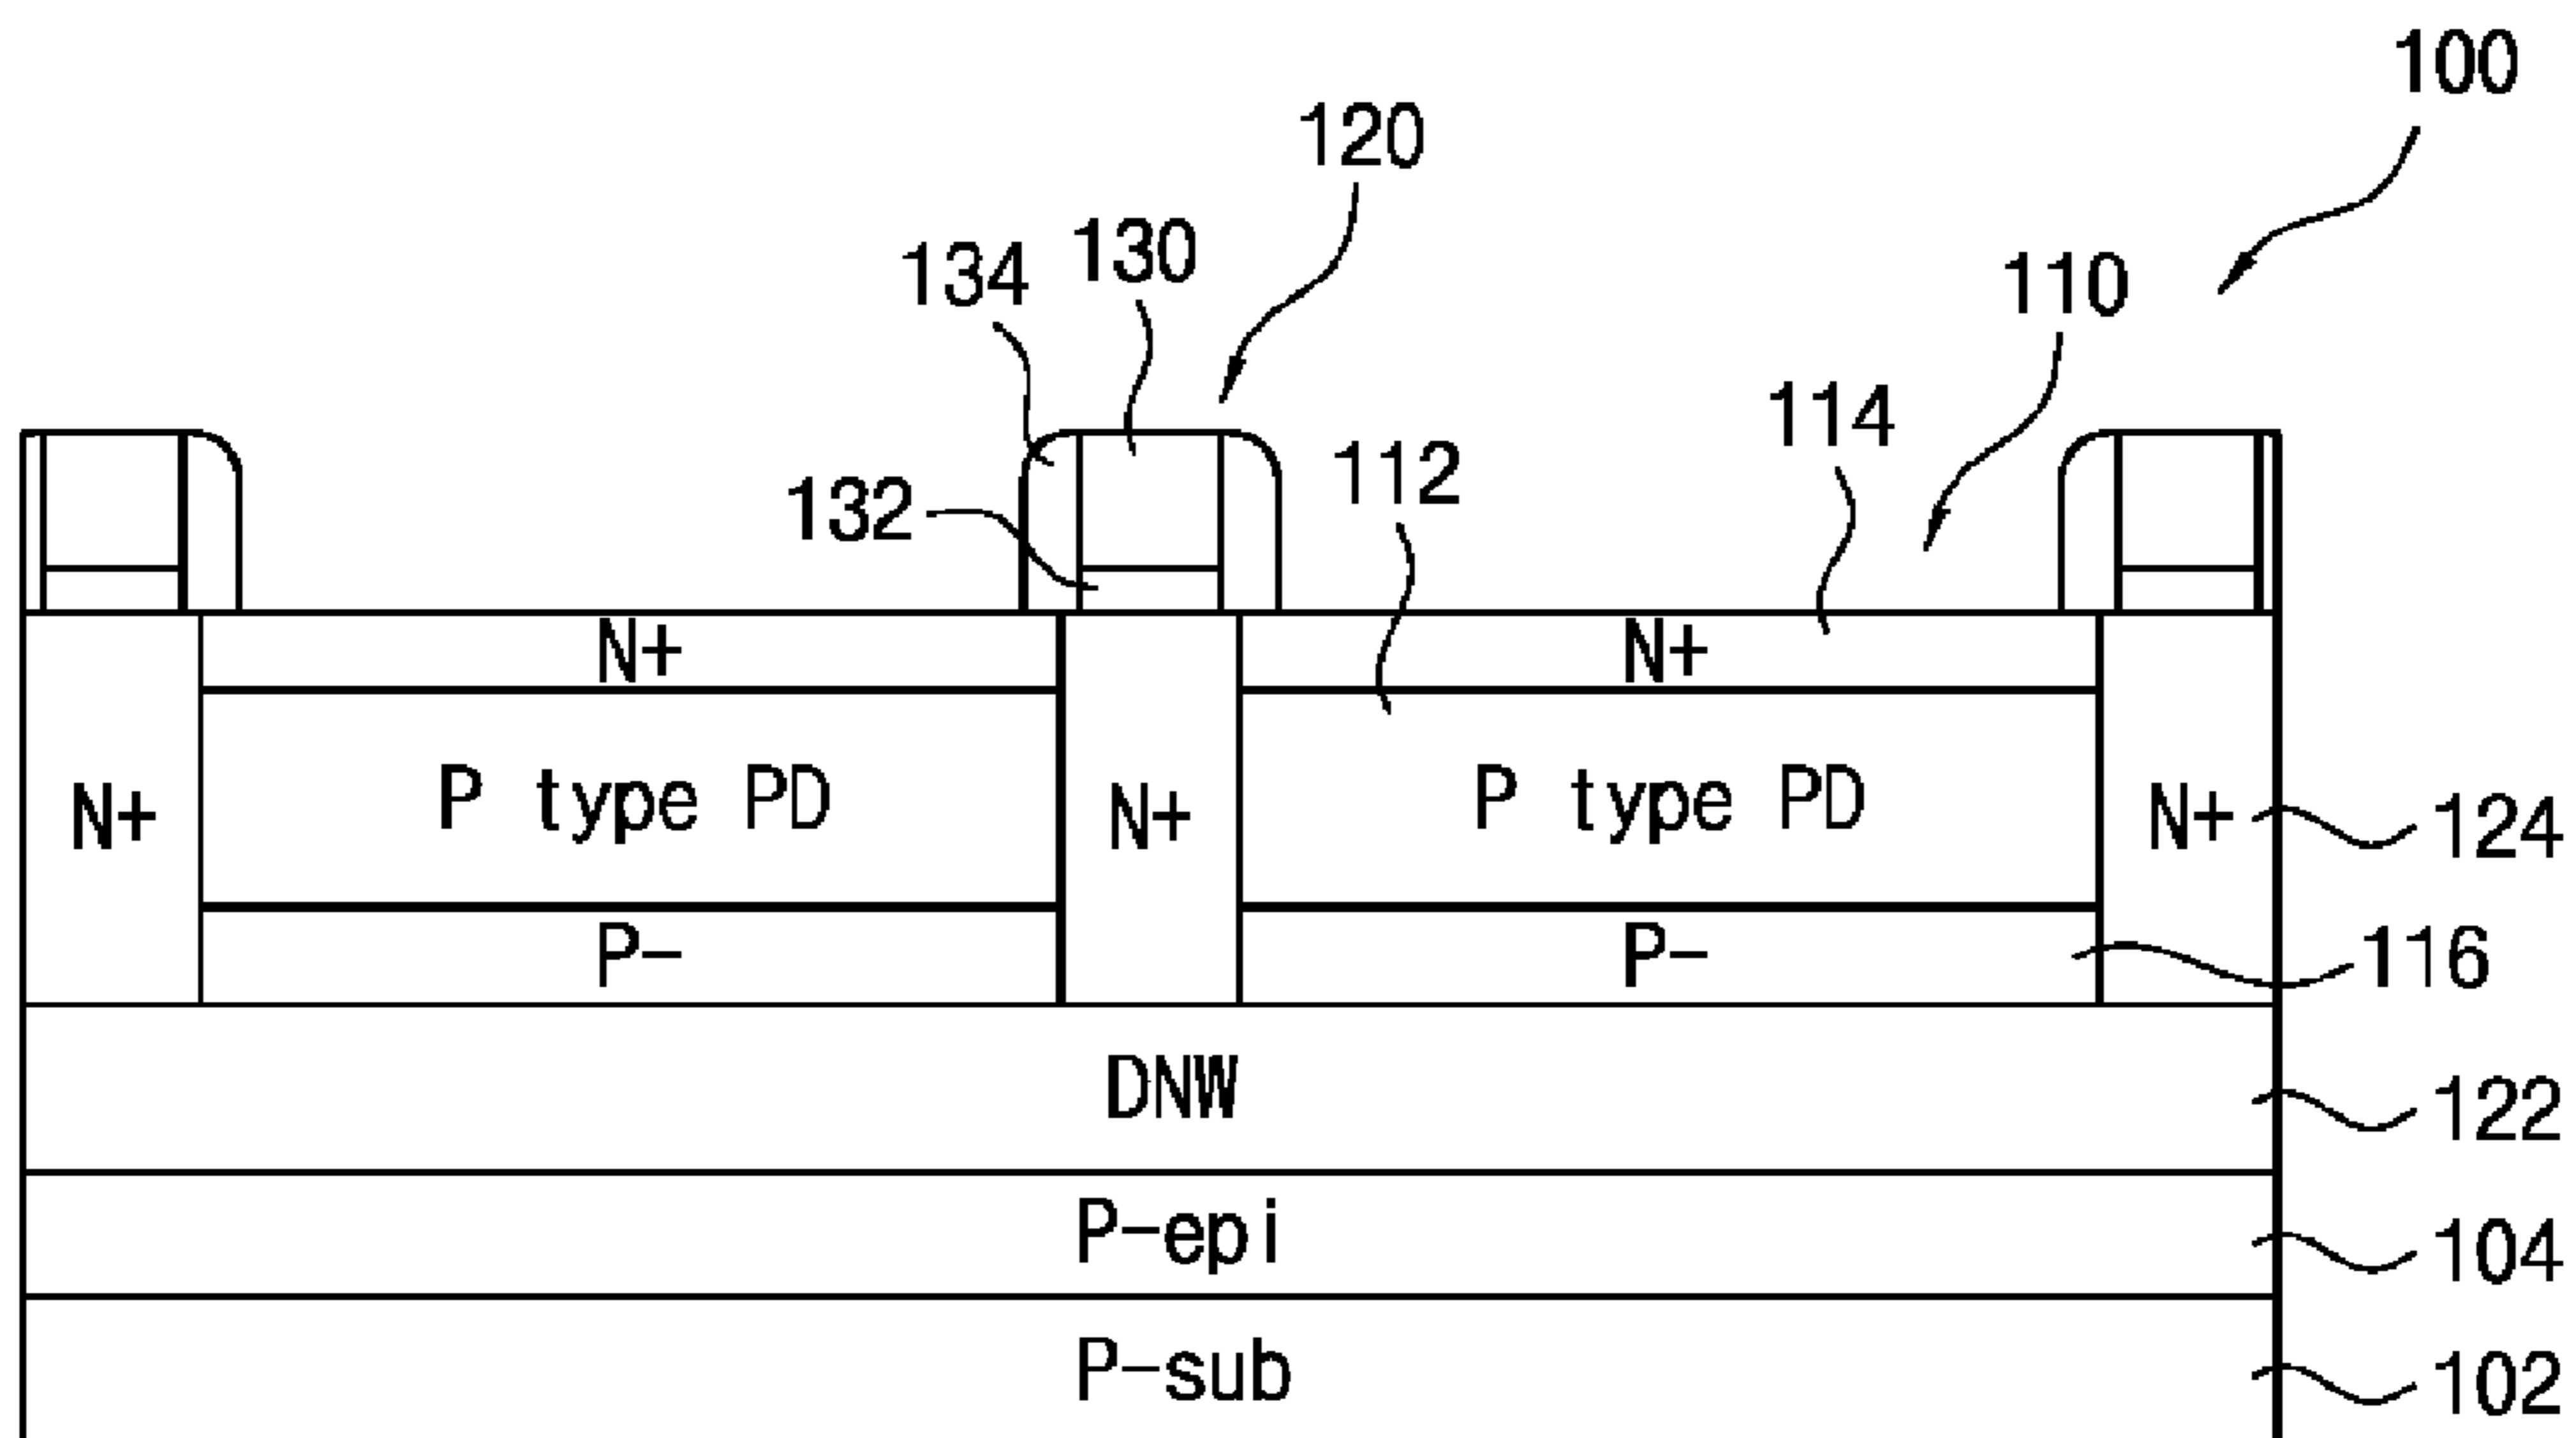 100
120
134 130
110
114
112
132
N+ N+
P type PD P type PD
N+ N+ N+ 124
P- P- 116
DNW 122
P-epi 104
P-sub 102